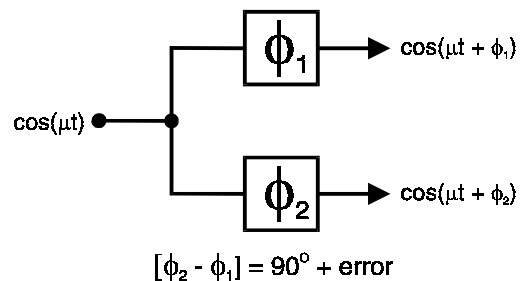 ϕ₁
cos(μt + ϕ₁)
cos(μt)
ϕ₂
cos(μt + ϕ₂)
[ϕ₂ - ϕ₁] = 90° + error